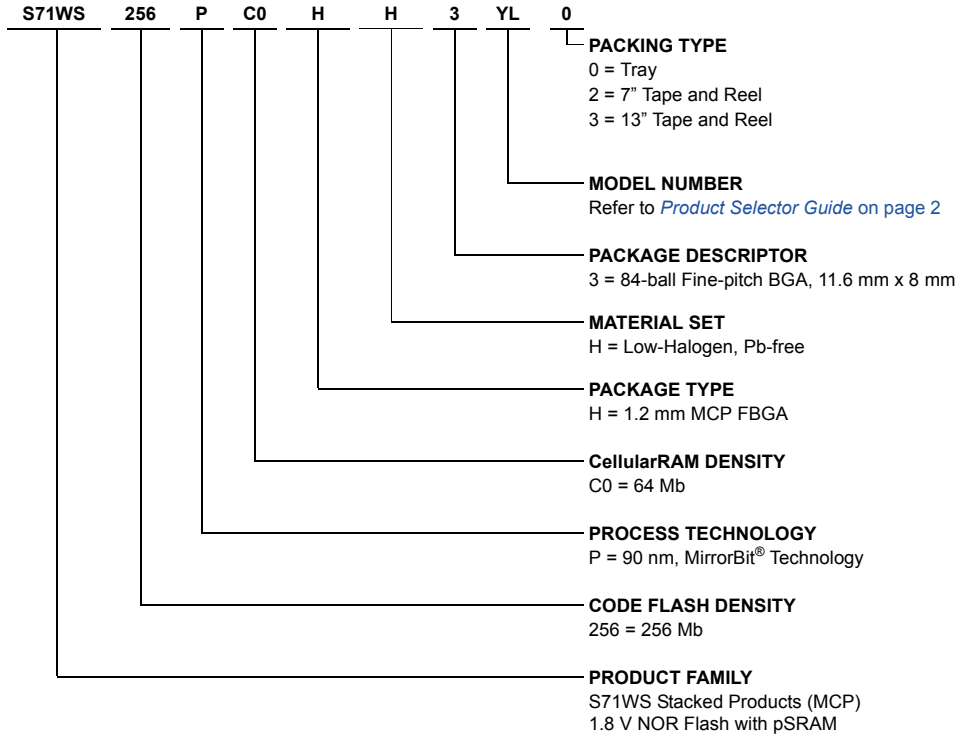 S71WS 256 P C0 H H 3 YL 0
PACKING TYPE
0 = Tray
2 = 7” Tape and Reel
3 = 13” Tape and Reel
MODEL NUMBER
Refer to Product Selector Guide on page 2
PACKAGE DESCRIPTOR
3 = 84-ball Fine-pitch BGA, 11.6 mm x 8 mm
MATERIAL SET
H = Low-Halogen, Pb-free
PACKAGE TYPE
H = 1.2 mm MCP FBGA
CellularRAM DENSITY
C0 = 64 Mb
PROCESS TECHNOLOGY
P = 90 nm, MirrorBit® Technology
CODE FLASH DENSITY
256 = 256 Mb
PRODUCT FAMILY
S71WS Stacked Products (MCP)
1.8 V NOR Flash with pSRAM